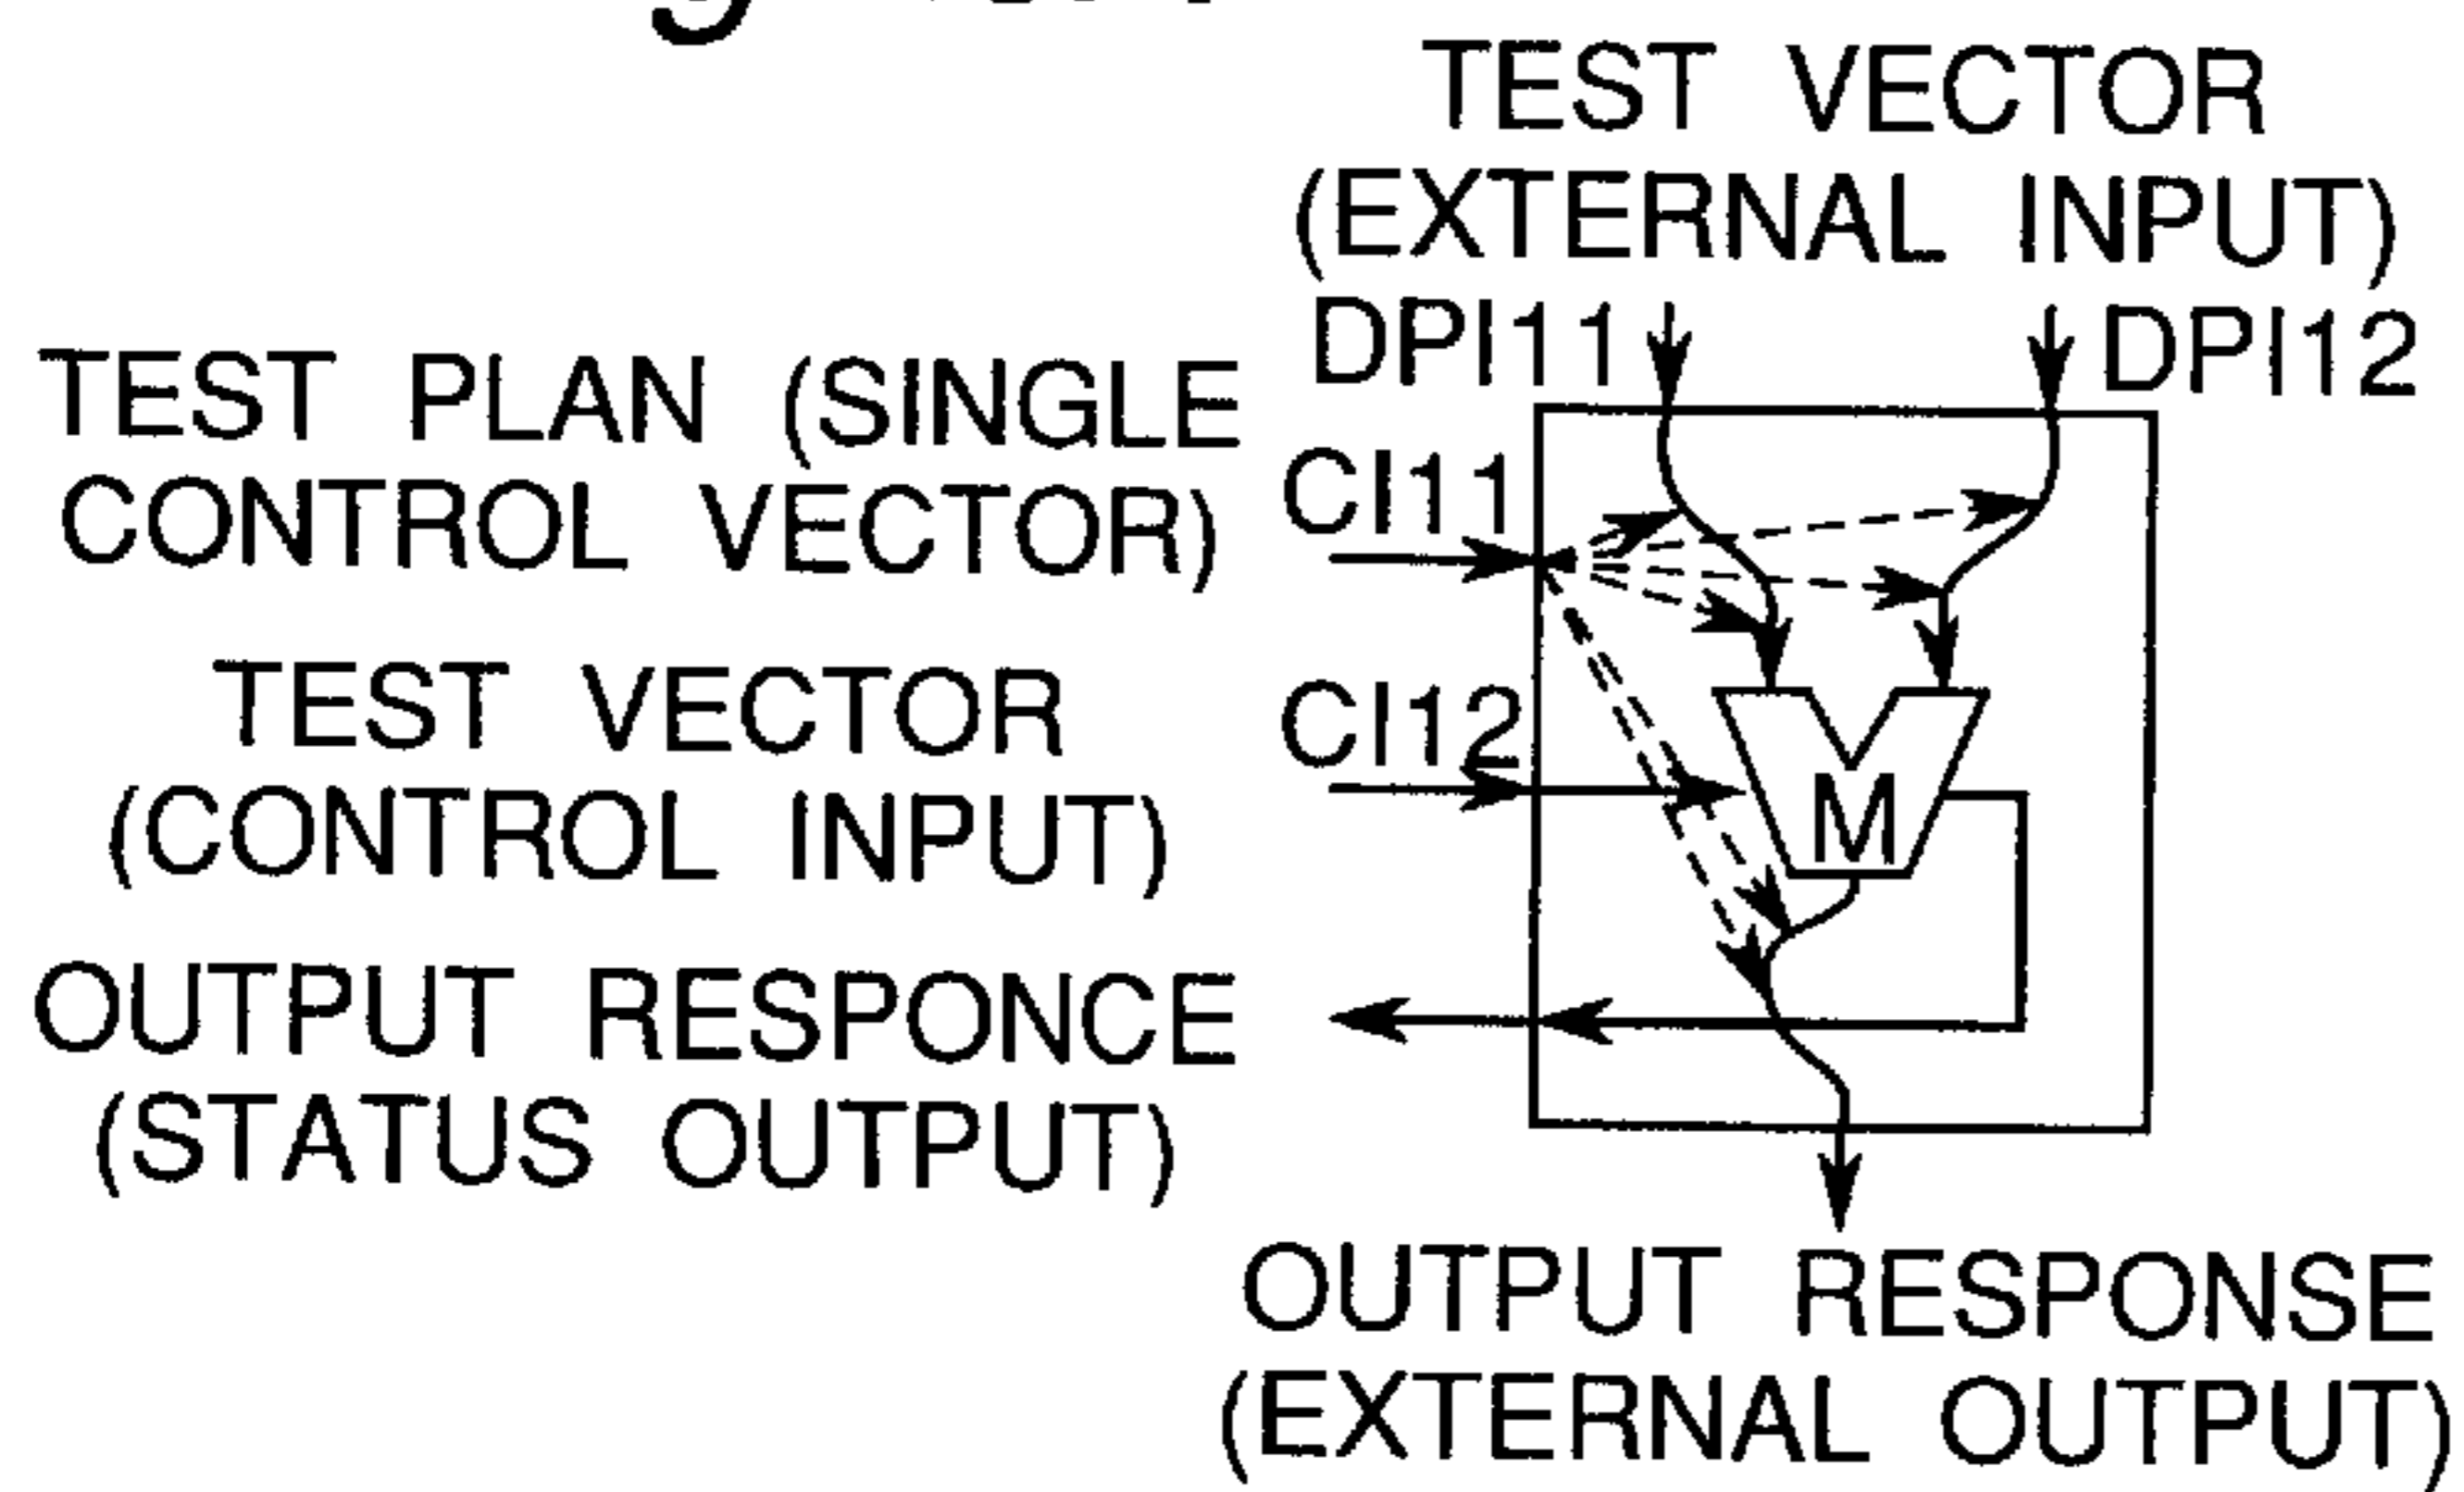 TEST VECTOR
(EXTERNAL INPUT)
DPI11
DPI12
TEST PLAN (SINGLE
CONTROL VECTOR)
CI11
TEST VECTOR
(CONTROL INPUT)
CI12
M
OUTPUT RESPONCE
(STATUS OUTPUT)
OUTPUT RESPONSE
(EXTERNAL OUTPUT)